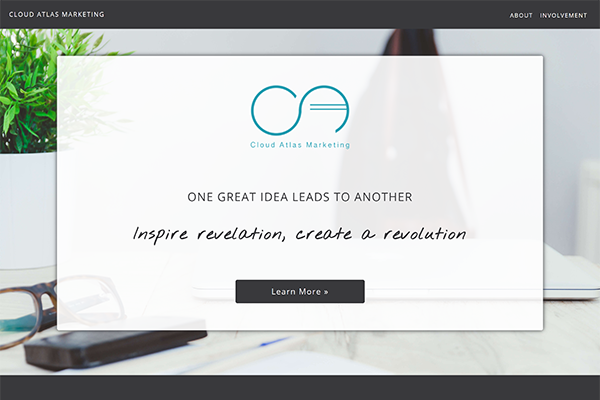 CLOUD ATLAS MARKETING
ABOUT INVOLVEMENT
CA
Cloud Atlas Marketing
ONE GREAT IDEA LEADS TO ANOTHER
Inspire revelation, create a revolution
Learn More »